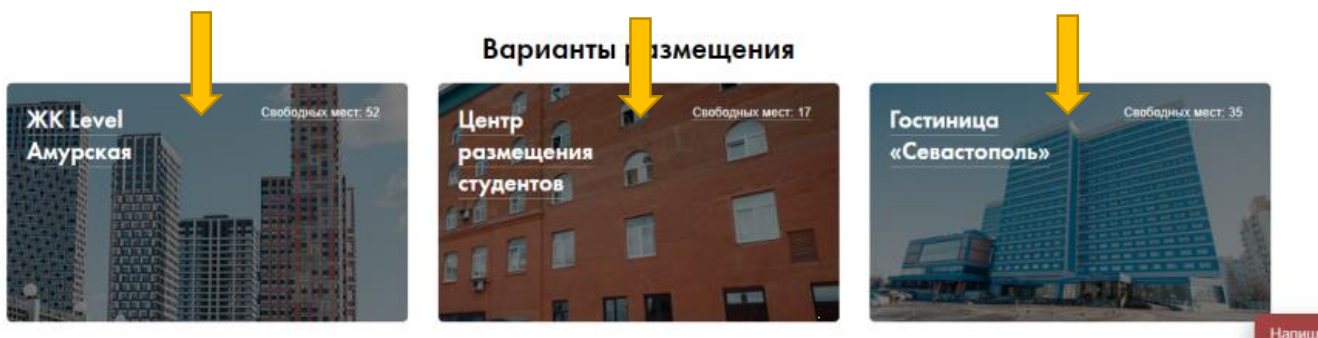 Варианты размещения
ЖК Level
Амурская
Свободных мест: 52
Центр
размещения
студентов
Свободных мест: 17
Гостиница
«Севастополь»
Свободных мест: 35